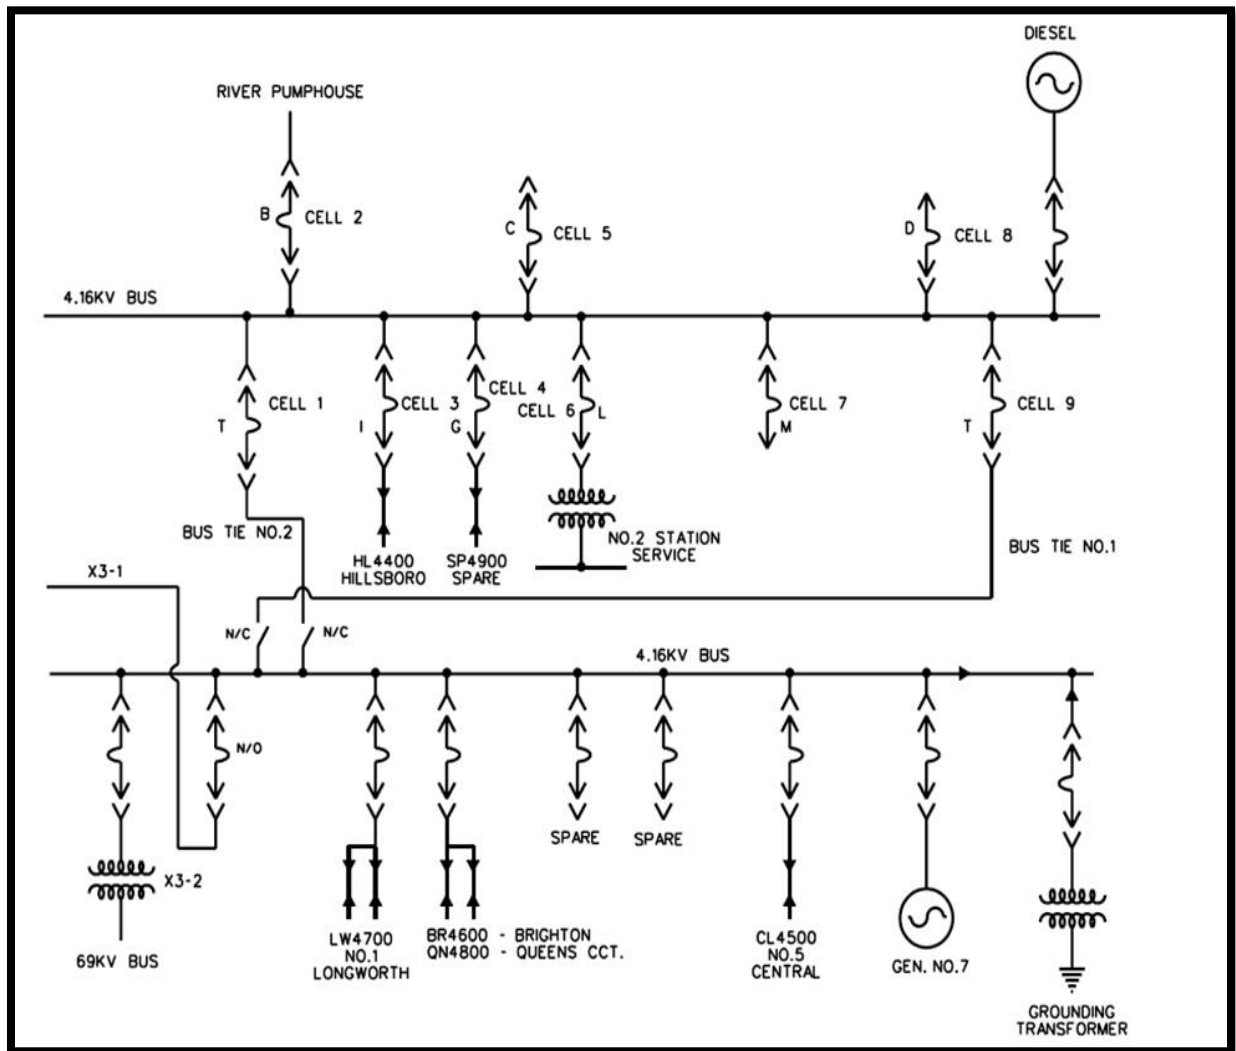 DIESEL
RIVER PUMPHOUSE
B
CELL 2
C
CELL 5
D
CELL 8
4.16KV BUS
CELL 1
T
CELL 3
I
CELL 4
G
CELL 6
L
CELL 7
M
CELL 9
T
BUS TIE NO.2
HL4400
HILLSBORO
SP4900
SPARE
NO.2 STATION
SERVICE
BUS TIE NO.1
X3-1
N/C
N/C
4.16KV BUS
N/O
SPARE
SPARE
X3-2
69KV BUS
LW4700
NO.1
LONGWORTH
BR4600 - BRIGHTON
QN4800 - QUEENS CCT.
CL4500
NO.5
CENTRAL
GEN. NO.7
GROUNDING
TRANSFORMER